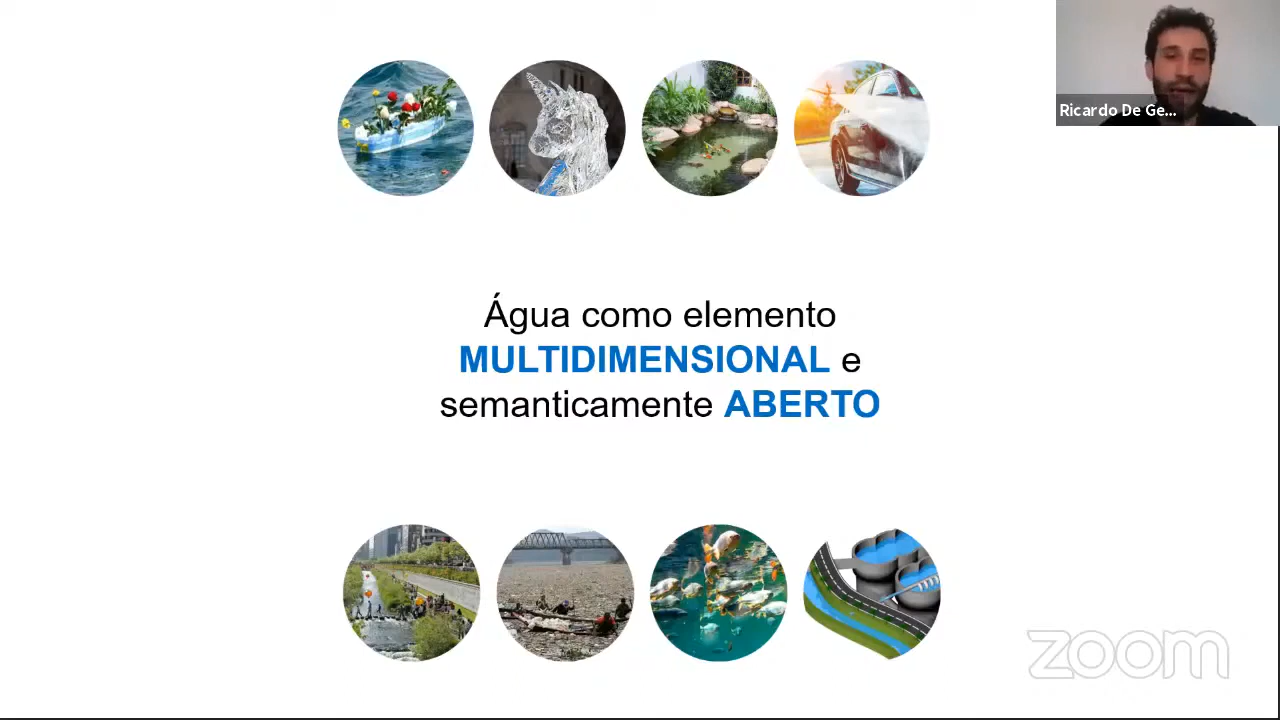 Ricardo De Ge...
Água como elemento
MULTIDIMENSIONAL e
semanticamente ABERTO
zoom